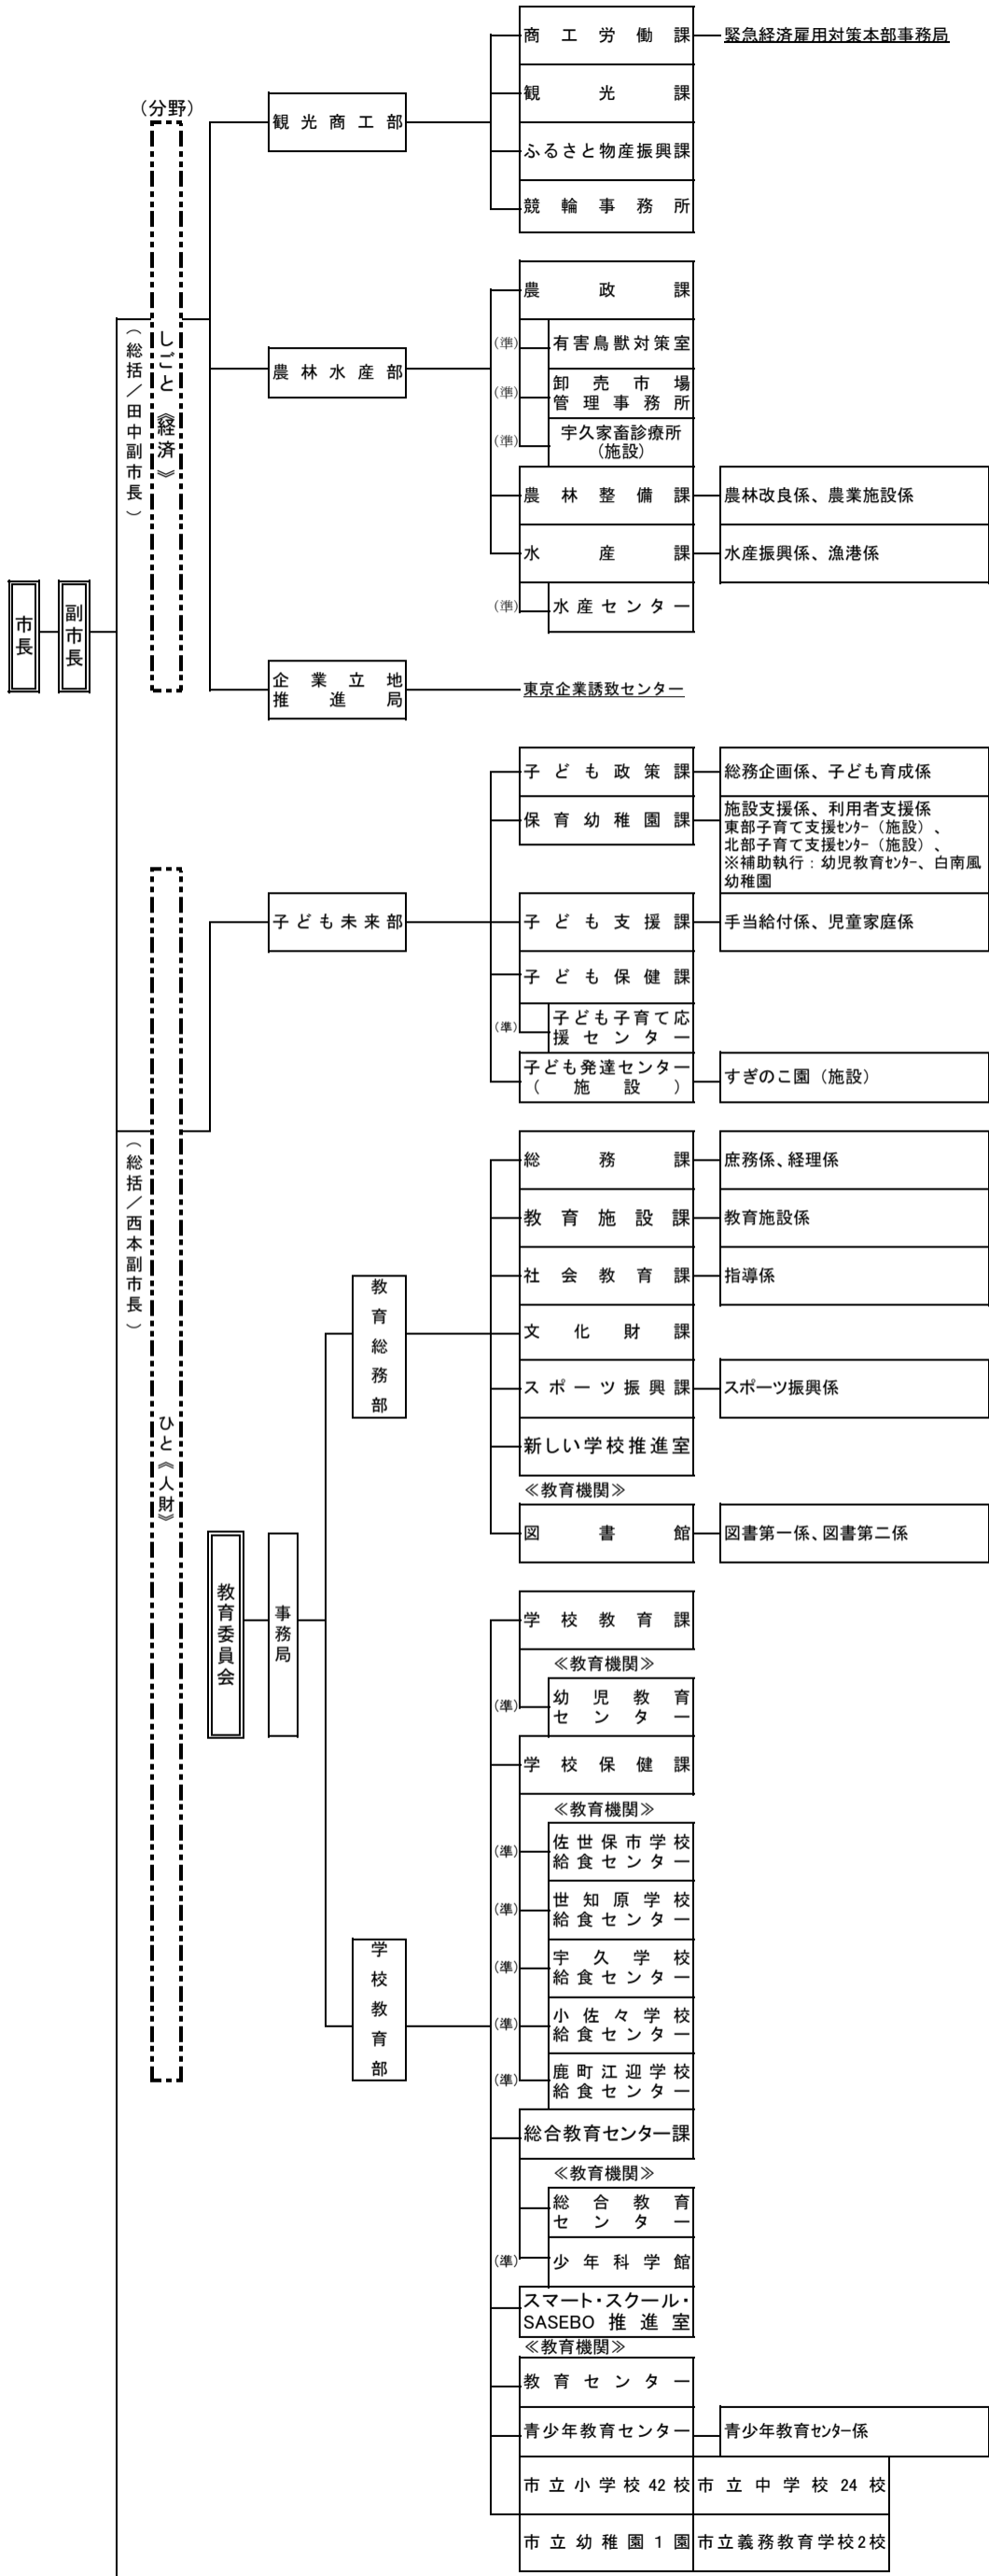 商工労働課
緊急経済雇用対策本部事務局
観光課
ふるさと物産振興課
競輪事務所
観光商工部
(分野)
しごと《経済》
(総括/田中副市長)
農政課
(準)
有害鳥獣対策室
(準)
卸売市場
管理事務所
(準)
宇久家畜診療所
(施設)
農林水産部
農林整備課
農林改良係、農業施設係
水産課
水産振興係、漁港係
(準)
水産センター
市長
副市長
企業立地
推進局
東京企業誘致センター
子ども政策課
総務企画係、子ども育成係
保育幼稚園課
施設支援係、利用者支援係
東部子育て支援センター(施設)、
北部子育て支援センター(施設)、
※補助執行:幼児教育センター、白南風
幼稚園
子ども未来部
子ども支援課
手当給付係、児童家庭係
子ども保健課
(準)
子ども子育て応
援センター
子ども発達センター
(施設)
すぎのこ園(施設)
(総括/西本副市長)
ひと《人財》
総務課
庶務係、経理係
教育施設課
教育施設係
社会教育課
指導係
教育総務部
文化財課
スポーツ振興課
スポーツ振興係
新しい学校推進室
≪教育機関≫
図書館
図書第一係、図書第二係
教育委員会
事務局
学校教育課
≪教育機関≫
(準)
幼児教育
センター
学校保健課
≪教育機関≫
(準)
佐世保市学校
給食センター
(準)
世知原学校
給食センター
(準)
宇久学校
給食センター
学校教育部
(準)
小佐々学校
給食センター
(準)
鹿町江迎学校
給食センター
総合教育センター課
≪教育機関≫
総合教育
センター
(準)
少年科学館
スマート・スクール・
SASEBO推進室
≪教育機関≫
教育センター
青少年教育センター
青少年教育センター係
市立小学校42校
市立中学校24校
市立幼稚園1園
市立義務教育学校2校